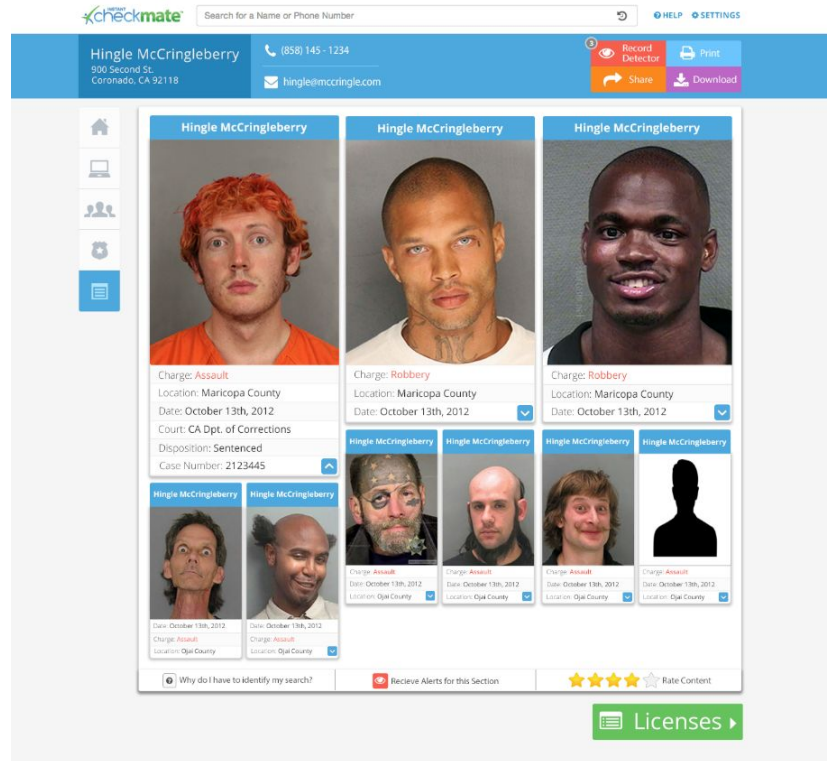 INSTANT
checkmate
Search for a Name or Phone Number
HELP
SETTINGS
Hingle McCringleberry
900 Second St.
Coronado, CA 92118
(858) 145 - 1234
hingle@mccringle.com
3
Record
Detector
Print
Share
Download
Hingle McCringleberry
Charge: Assault
Location: Maricopa County
Date: October 13th, 2012
Court: CA Dpt. of Corrections
Disposition: Sentenced
Case Number: 2123445
Hingle McCringleberry
Charge: Robbery
Location: Maricopa County
Date: October 13th, 2012
Hingle McCringleberry
Charge: Robbery
Location: Maricopa County
Date: October 13th, 2012
Hingle McCringleberry
Date: October 13th, 2012
Charge: Assault
Location: Ojai County
Hingle McCringleberry
Date: October 13th, 2012
Charge: Assault
Location: Ojai County
Hingle McCringleberry
Charge: Assault
Date: October 13th, 2012
Location: Ojai County
Hingle McCringleberry
Charge: Assault
Date: October 13th, 2012
Location: Ojai County
Hingle McCringleberry
Charge: Assault
Date: October 13th, 2012
Location: Ojai County
Hingle McCringleberry
Charge: Assault
Date: October 13th, 2012
Location: Ojai County
Why do I have to identify my search?
Recieve Alerts for this Section
Rate Content
Licenses